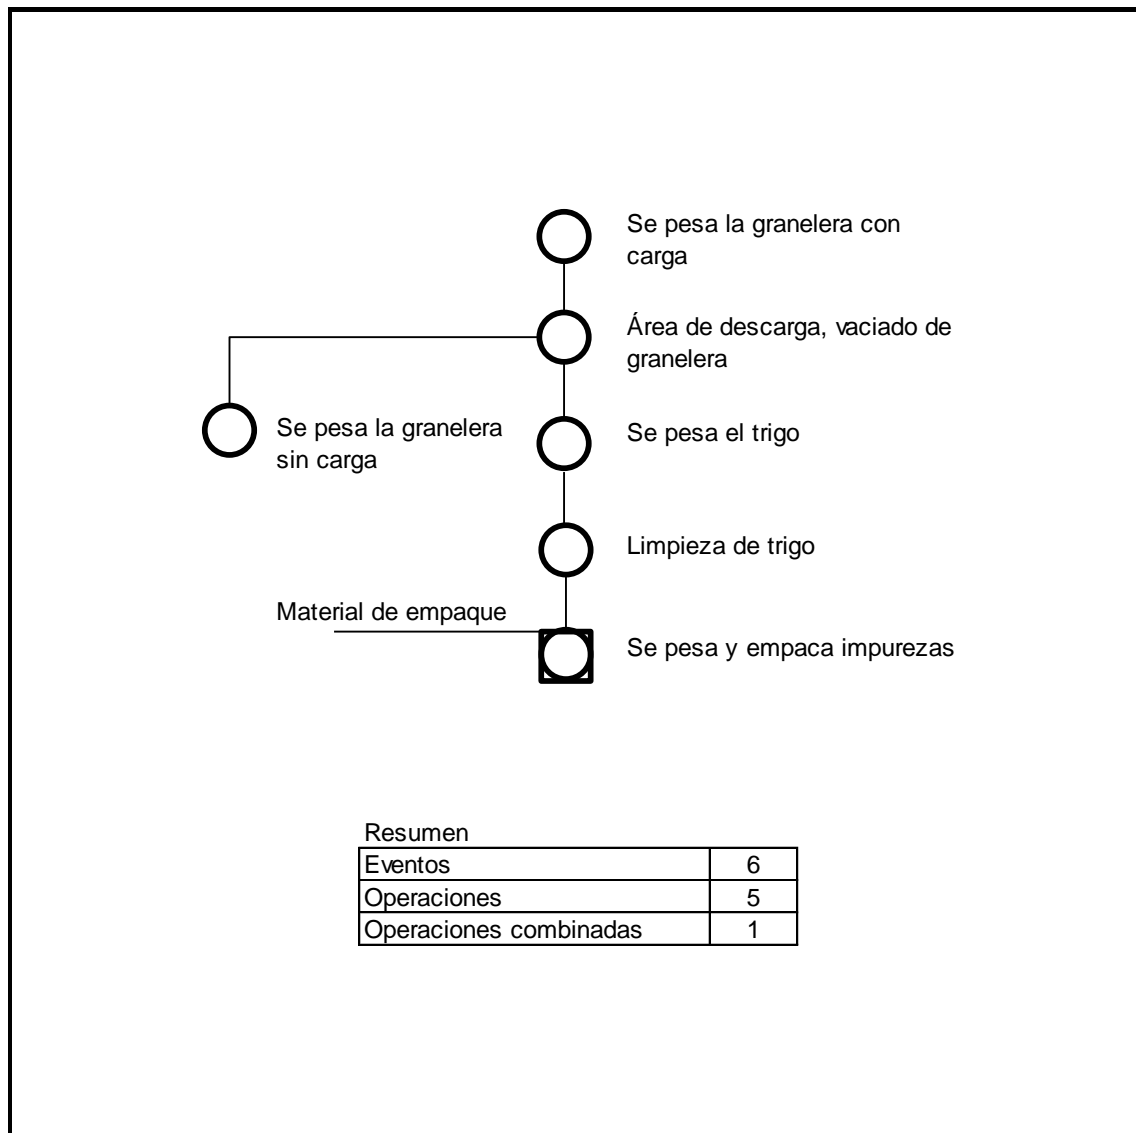 Se pesa la granelera con
carga
Área de descarga, vaciado de
granelera
Se pesa la granelera
sin carga
Se pesa el trigo
Limpieza de trigo
Material de empaque
Se pesa y empaca impurezas
Resumen
Eventos 6
Operaciones 5
Operaciones combinadas 1